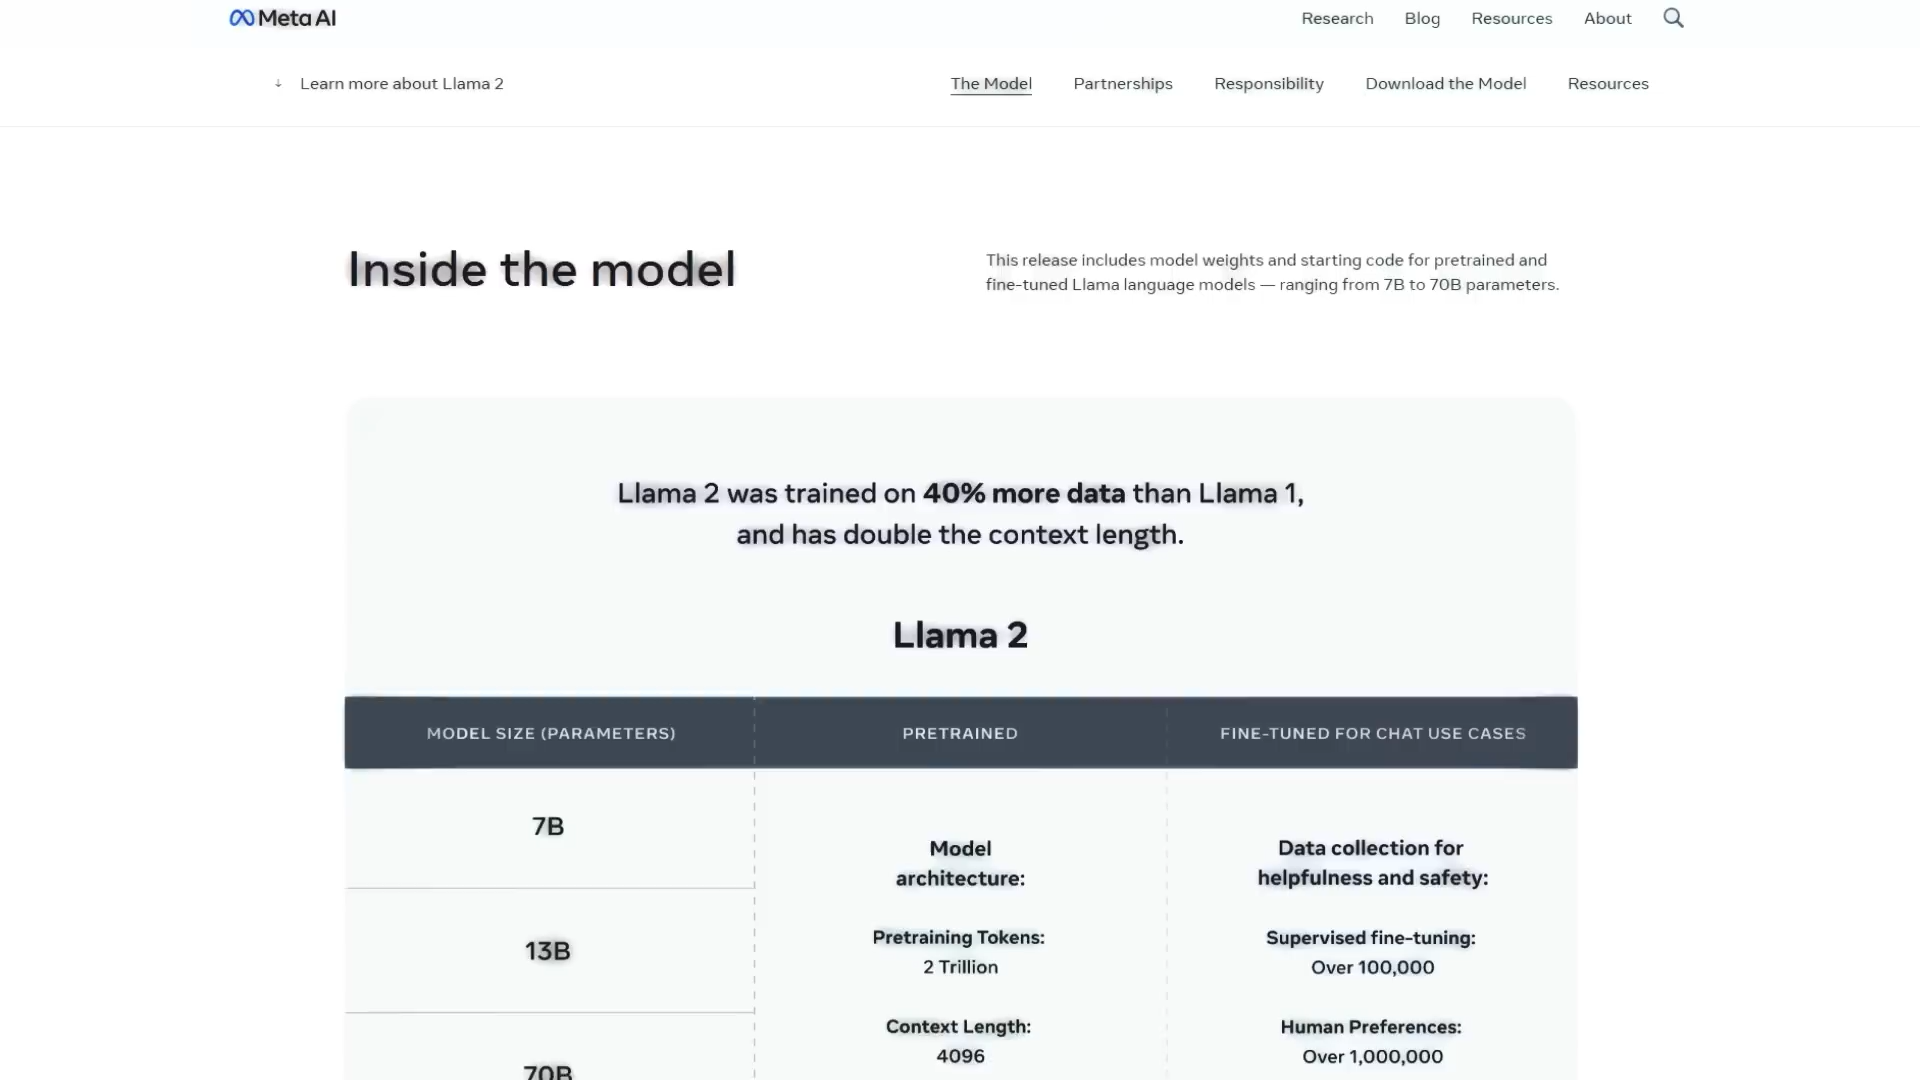 Meta AI
Research Blog Resources About
↓ Learn more about Llama 2
The Model Partnerships Responsibility Download the Model Resources
Inside the model
This release includes model weights and starting code for pretrained and
fine-tuned Llama language models — ranging from 7B to 70B parameters.
Llama 2 was trained on 40% more data than Llama 1,
and has double the context length.
Llama 2
MODEL SIZE (PARAMETERS) PRETRAINED FINE-TUNED FOR CHAT USE CASES
7B
13B
70B
Model
architecture:
Pretraining Tokens:
2 Trillion
Context Length:
4096
Data collection for
helpfulness and safety:
Supervised fine-tuning:
Over 100,000
Human Preferences:
Over 1,000,000